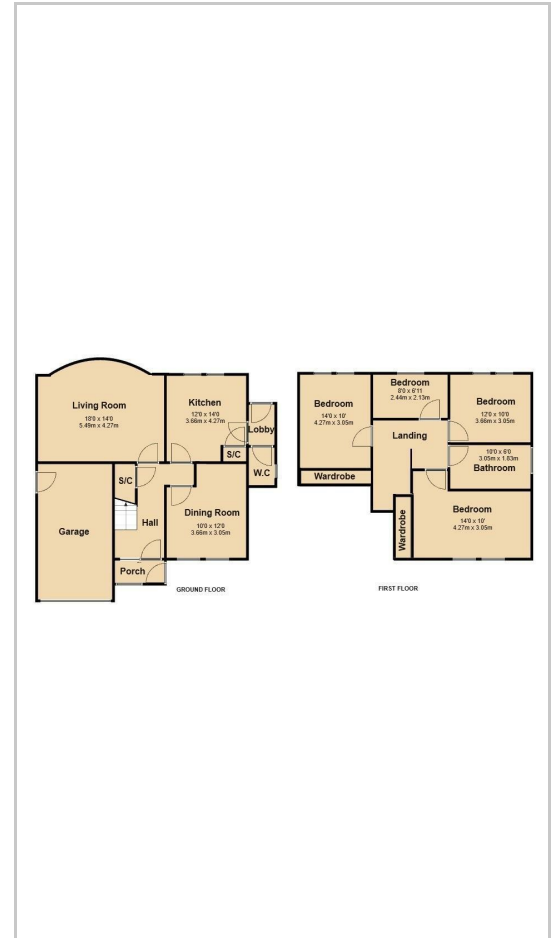 Living Room
18'0 x 14'0
5.49m x 4.27m
Kitchen
12'0 x 14'0
3.66m x 4.27m
Lobby
S/C
W.C
S/C
Garage
Hall
Dining Room
10'0 x 12'0
3.66m x 3.05m
Porch
GROUND FLOOR
Bedroom
14'0 x 10'
4.27m x 3.05m
Bedroom
8'0 x 6'11
2.44m x 2.13m
Bedroom
12'0 x 10'0
3.66m x 3.05m
Landing
10'0 x 6'0
3.05m x 1.83m
Bathroom
Wardrobe
Wardrobe
Bedroom
14'0 x 10'
4.27m x 3.05m
FIRST FLOOR